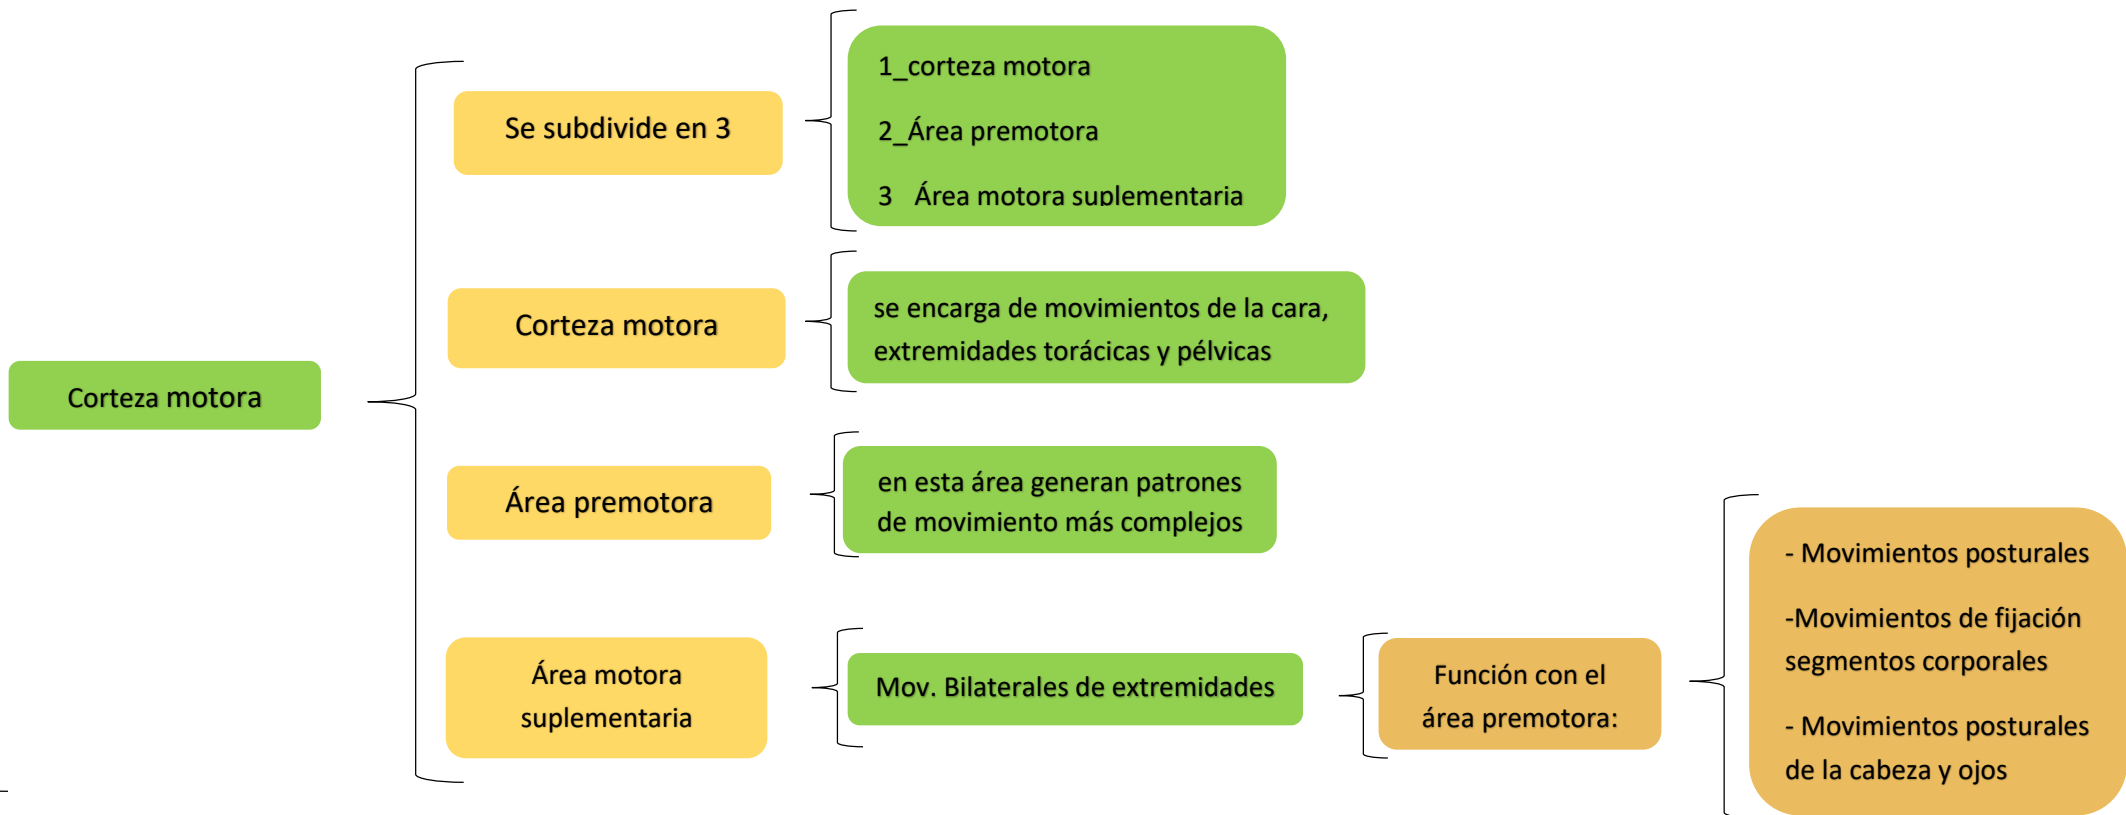 Corteza motora
Se subdivide en 3
1_corteza motora
2_Área premotora
3_Área motora suplementaria
Corteza motora
se encarga de movimientos de la cara,
extremidades torácicas y pélvicas
Área premotora
en esta área generan patrones
de movimiento más complejos
Área motora
suplementaria
Mov. Bilaterales de extremidades
Función con el
área premotora:
- Movimientos posturales
-Movimientos de fijación
segmentos corporales
- Movimientos posturales
de la cabeza y ojos